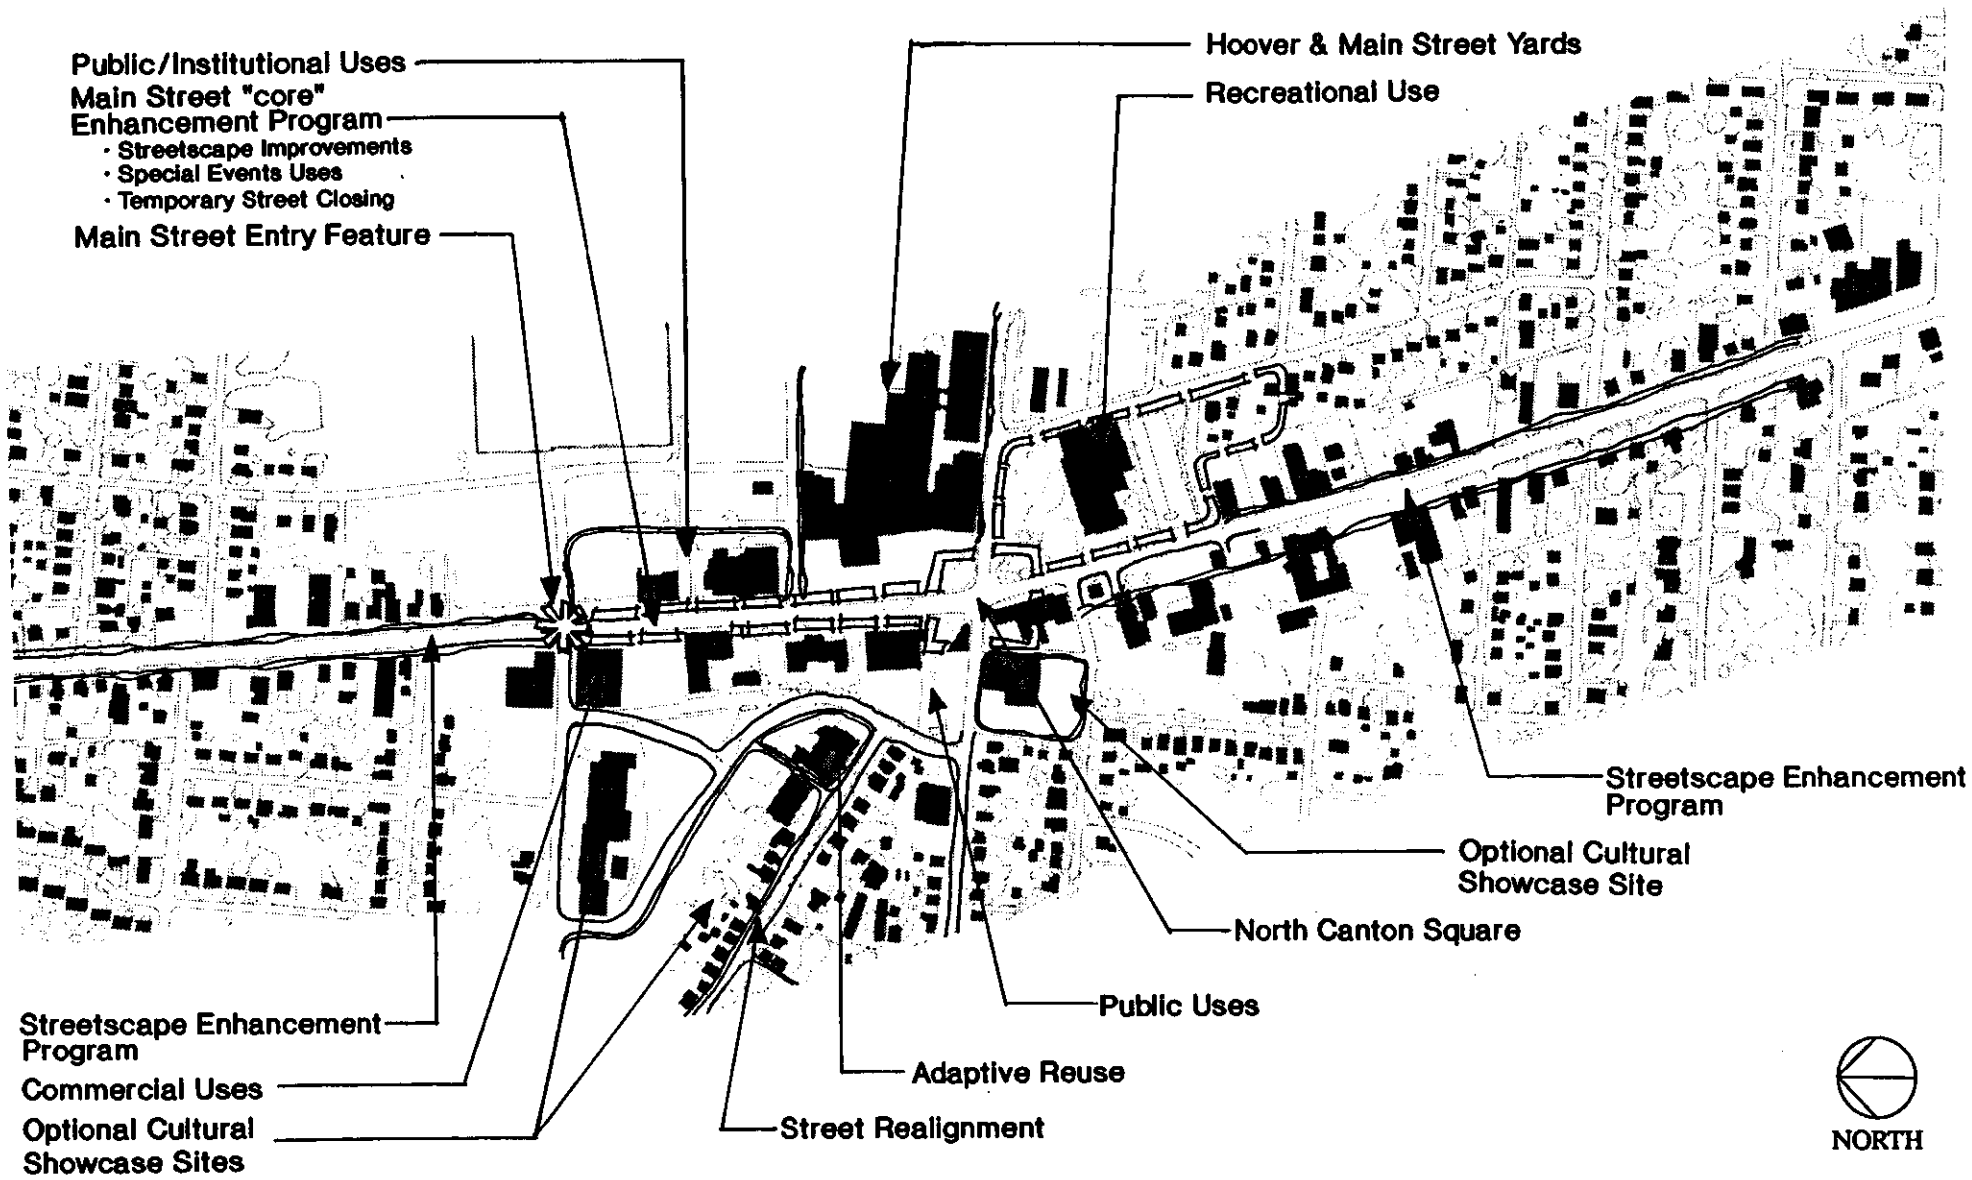 Public/Institutional Uses
Main Street "core"
Enhancement Program
· Streetscape Improvements
· Special Events Uses
· Temporary Street Closing
Main Street Entry Feature
Hoover & Main Street Yards
Recreational Use
Streetscape Enhancement
Program
Optional Cultural
Showcase Site
North Canton Square
Public Uses
Adaptive Reuse
Street Realignment
Streetscape Enhancement
Program
Commercial Uses
Optional Cultural
Showcase Sites
NORTH